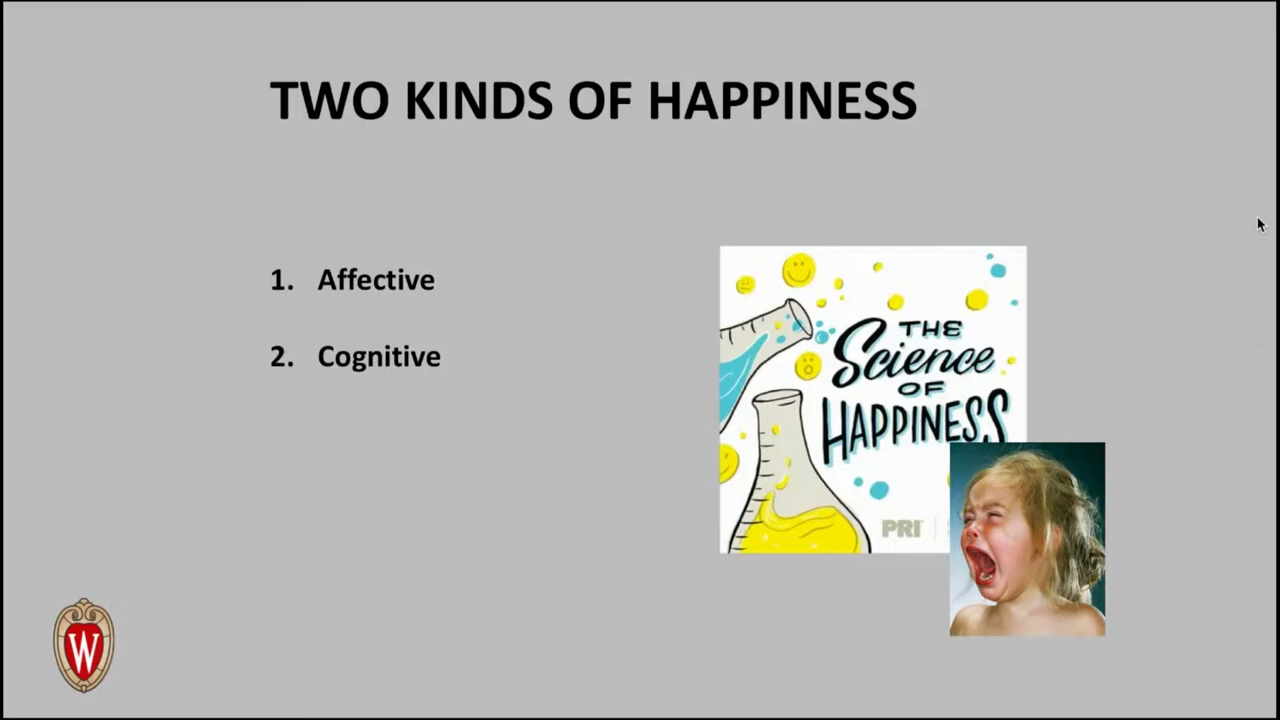 TWO KINDS OF HAPPINESS
1. Affective
2. Cognitive
THE
Science
OF
HAPPINESS
PRI
W